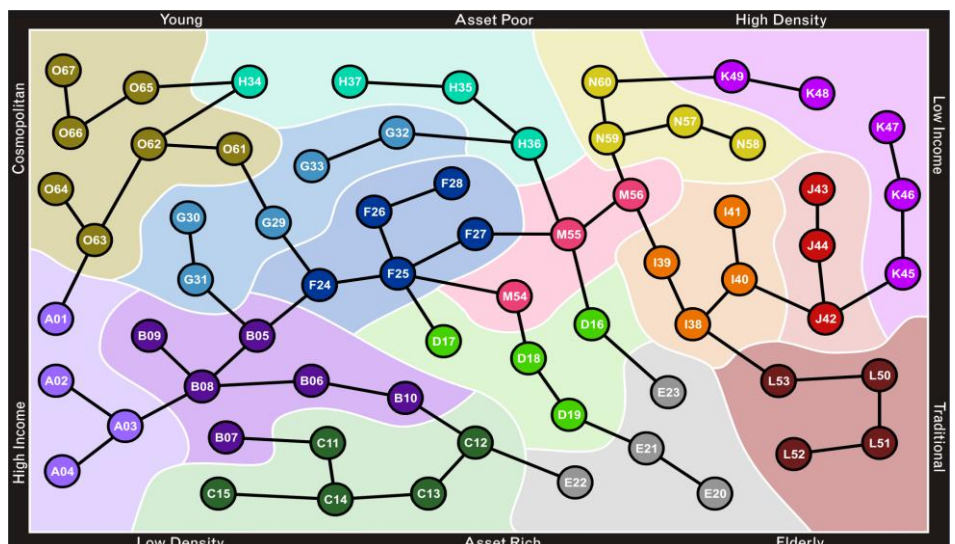 Young Asset Poor High Density
Cosmopolitan
High Income
Low Income
Traditional
O67
O65
H34
H37
H35
N60
K49
K48
O66
O62
O61
G32
H36
N59
N57
N58
K47
G33
O64
G30
G29
F26
F28
F27
M55
M56
I41
J43
K46
O63
G31
F24
F25
M54
I39
I40
J44
K45
A01
B09
B05
D17
D16
I38
J42
A02
B08
B06
B10
D18
E23
L53
L50
A03
B07
C11
C12
D19
E21
L51
A04
C15
C14
C13
E22
E20
L52
Low Density Asset Rich Elderly